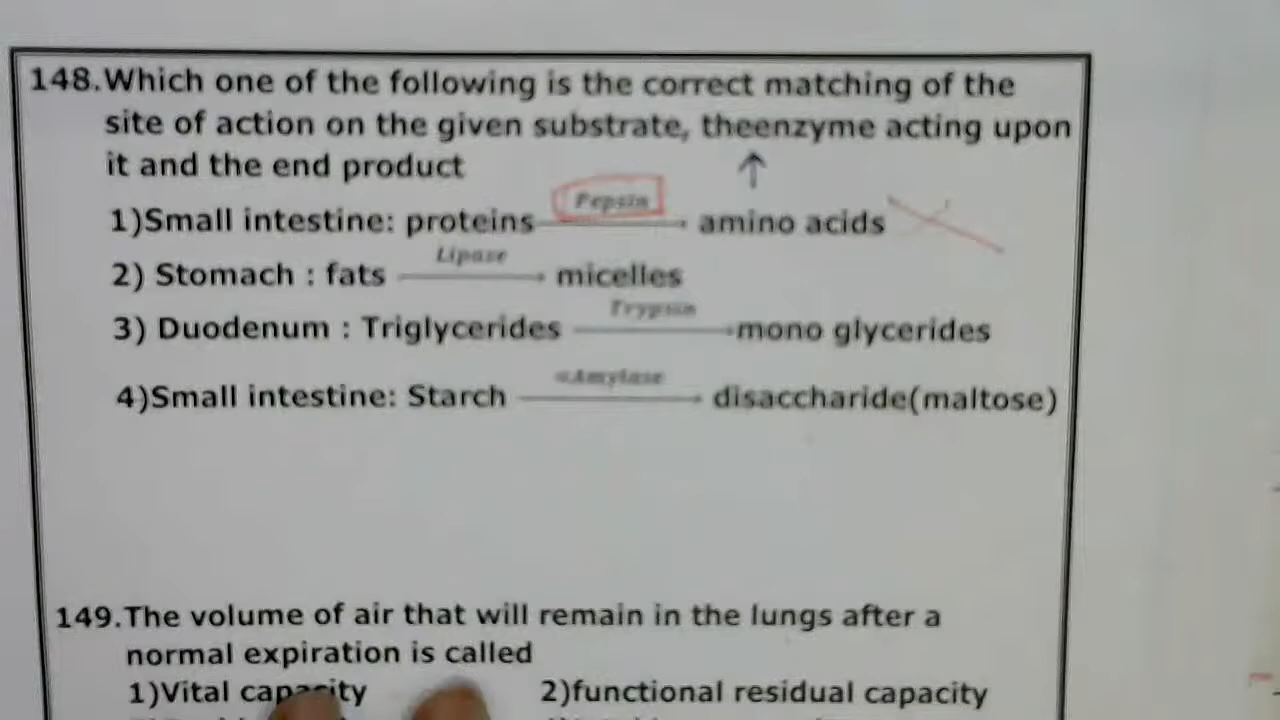 148.Which one of the following is the correct matching of the
site of action on the given substrate, theenzyme acting upon
it and the end product
1)Small intestine: proteins Pepsin amino acids
2) Stomach : fats Lipase micelles
3) Duodenum : Triglycerides Trypsin mono glycerides
4)Small intestine: Starch αAmylase disaccharide(maltose)
149.The volume of air that will remain in the lungs after a
normal expiration is called
1)Vital capacity 2)functional residual capacity